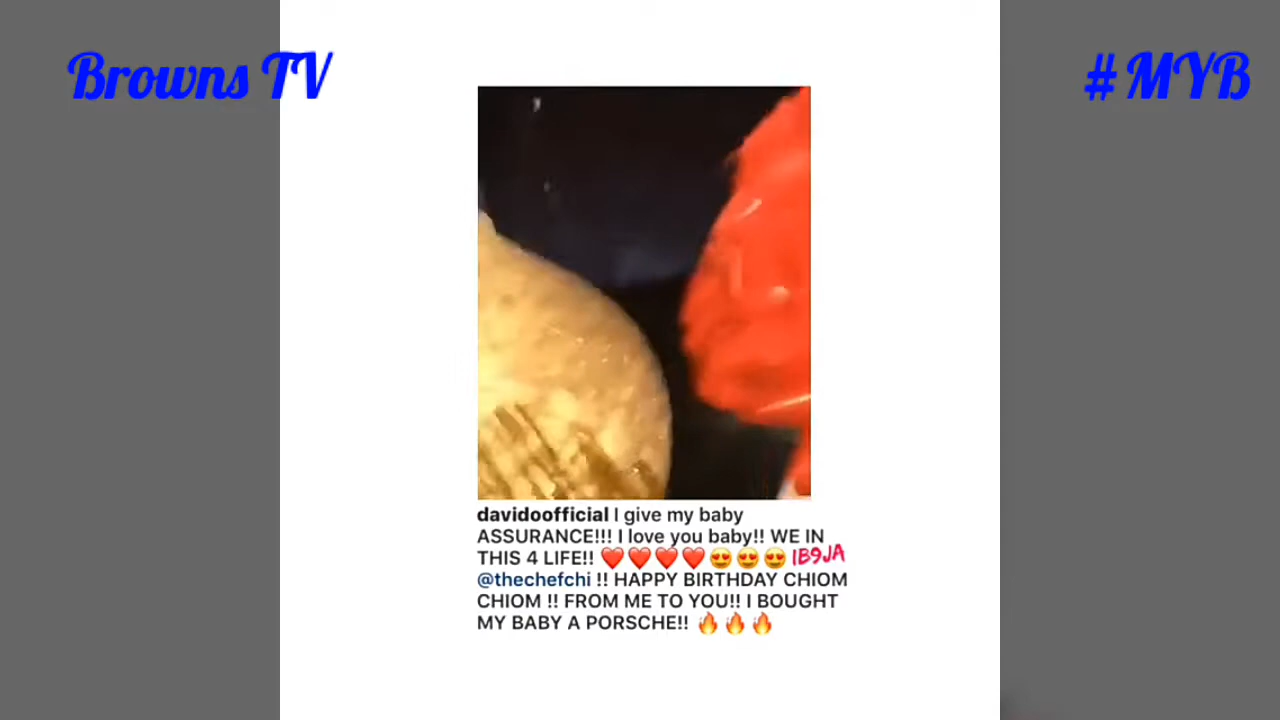 Browns TV
#MYB
davidoofficial I give my baby
ASSURANCE!!! I love you baby!! WE IN
THIS 4 LIFE!! ❤️❤️❤️❤️😍😍😍 IB9JA
@thechefchi !! HAPPY BIRTHDAY CHIOM
CHIOM !! FROM ME TO YOU!! I BOUGHT
MY BABY A PORSCHE!! 🔥🔥🔥